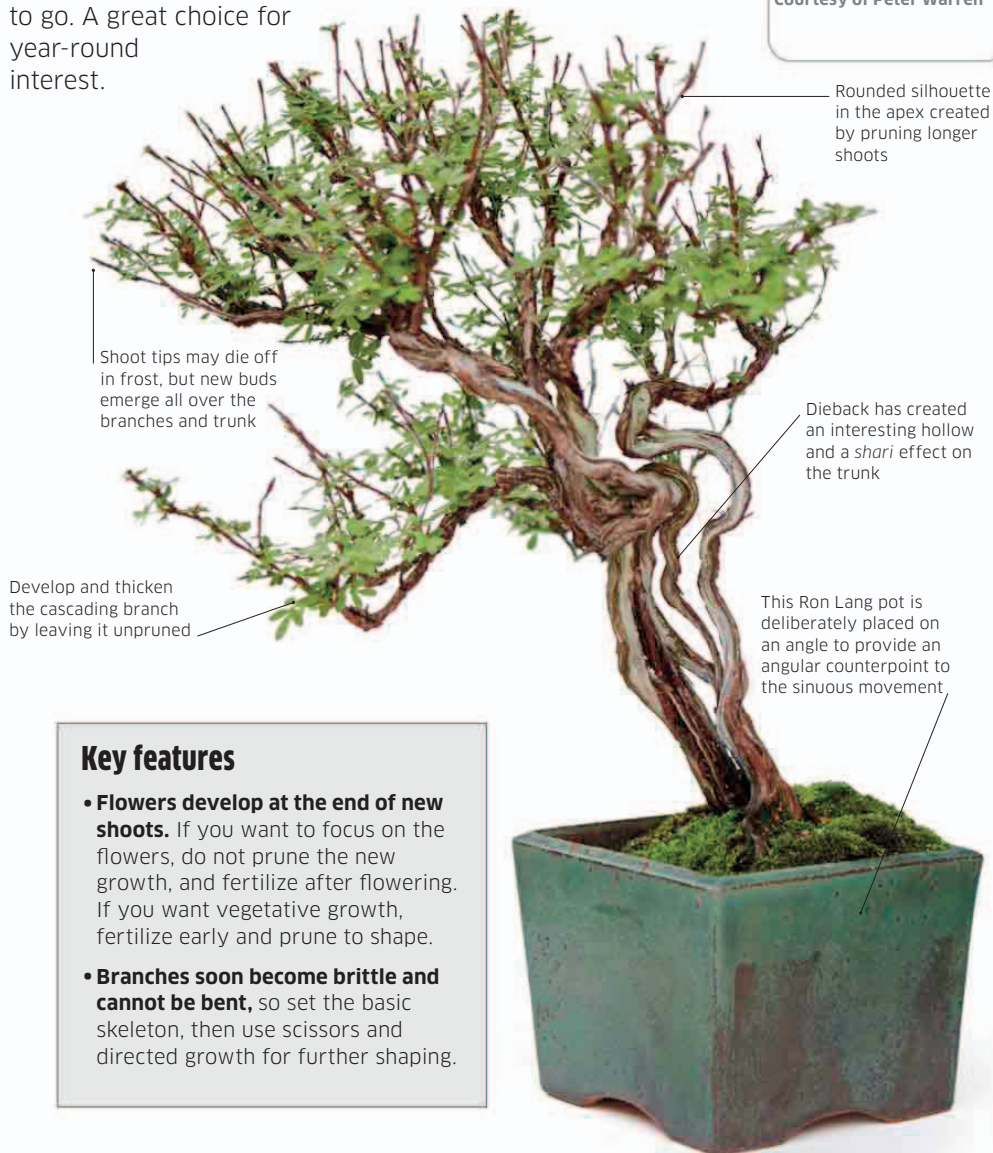 to go. A great choice for
year-round
interest.
Courtesy of Peter Warren
Rounded silhouette
in the apex created
by pruning longer
shoots
Shoot tips may die off
in frost, but new buds
emerge all over the
branches and trunk
Dieback has created
an interesting hollow
and a shari effect on
the trunk
Develop and thicken
the cascading branch
by leaving it unpruned
This Ron Lang pot is
deliberately placed on
an angle to provide an
angular counterpoint to
the sinuous movement
Key features
• Flowers develop at the end of new
shoots. If you want to focus on the
flowers, do not prune the new
growth, and fertilize after flowering.
If you want vegetative growth,
fertilize early and prune to shape.
• Branches soon become brittle and
cannot be bent, so set the basic
skeleton, then use scissors and
directed growth for further shaping.